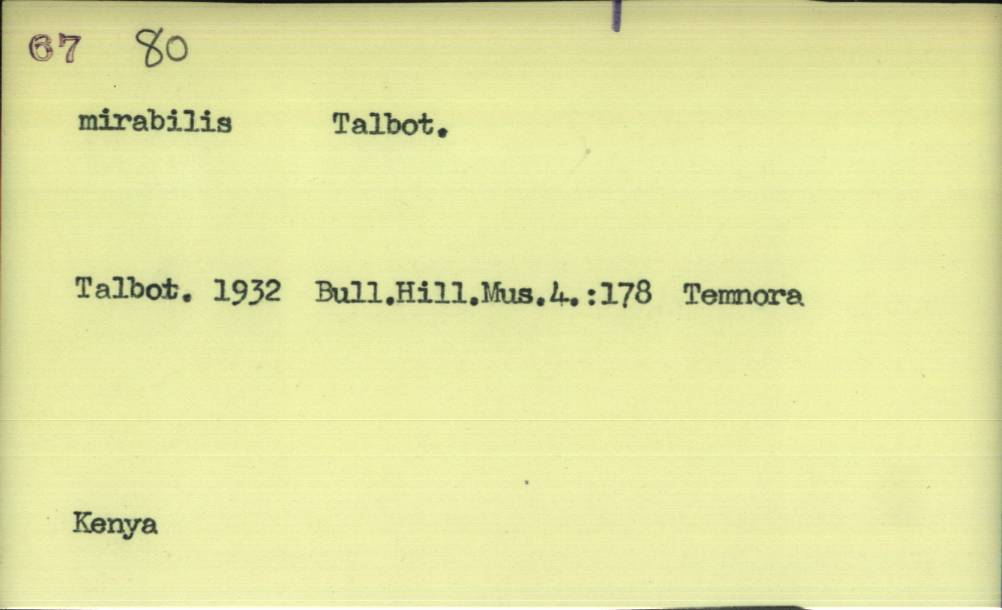 67 80
mirabilis Talbot.
Talbot. 1932 Bull.Hill.Mus.4.:178 Temnora
Kenya